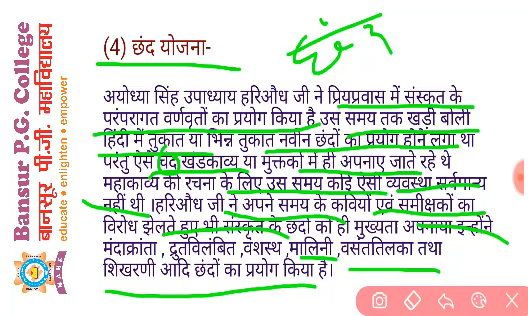 Bansur P.G. College
बानसूर पी.जी. महाविद्यालय
educate • enlighten • empower
(4) छंद योजना-
छंद
अयोध्या सिंह उपाध्याय हरिऔध जी ने प्रियप्रवास में संस्कृत के
परंपरागत वर्णवृतों का प्रयोग किया है उस समय तक खड़ी बोली
हिंदी में तुकात या भिन्न तुकात नवीन छंदों का प्रयोग होने लगा था
परंतु ऐसे छंद खंडकाव्य या मुक्तको में ही अपनाए जाते रहे थे
महाकाव्य की रचना के लिए उस समय कोई ऐसी व्यवस्था सर्वमान्य
नहीं थी |हरिऔध जी ने अपने समय के कवियों एवं समीक्षकों का
विरोध झेलते हुए भी संस्कृत के छंदों को ही मुख्यता अपनाया इन्होंने
मंदाक्रांता , द्रुतविलंबित ,वंशस्थ ,मालिनी ,वसंततिलका तथा
शिखरणी आदि छंदों का प्रयोग किया है।